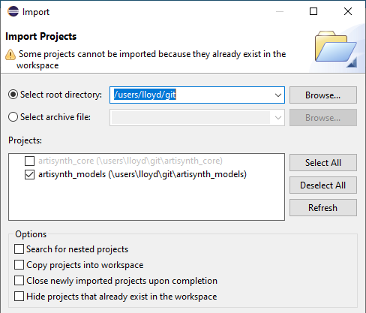 Import
Import Projects
Some projects cannot be imported because they already exist in the
workspace
Select root directory: /users/lloyd/git Browse...
Select archive file: Browse...
Projects:
artisynth_core (\users\lloyd\git\artisynth_core)
artisynth_models (\users\lloyd\git\artisynth_models)
Select All
Deselect All
Refresh
Options
Search for nested projects
Copy projects into workspace
Close newly imported projects upon completion
Hide projects that already exist in the workspace